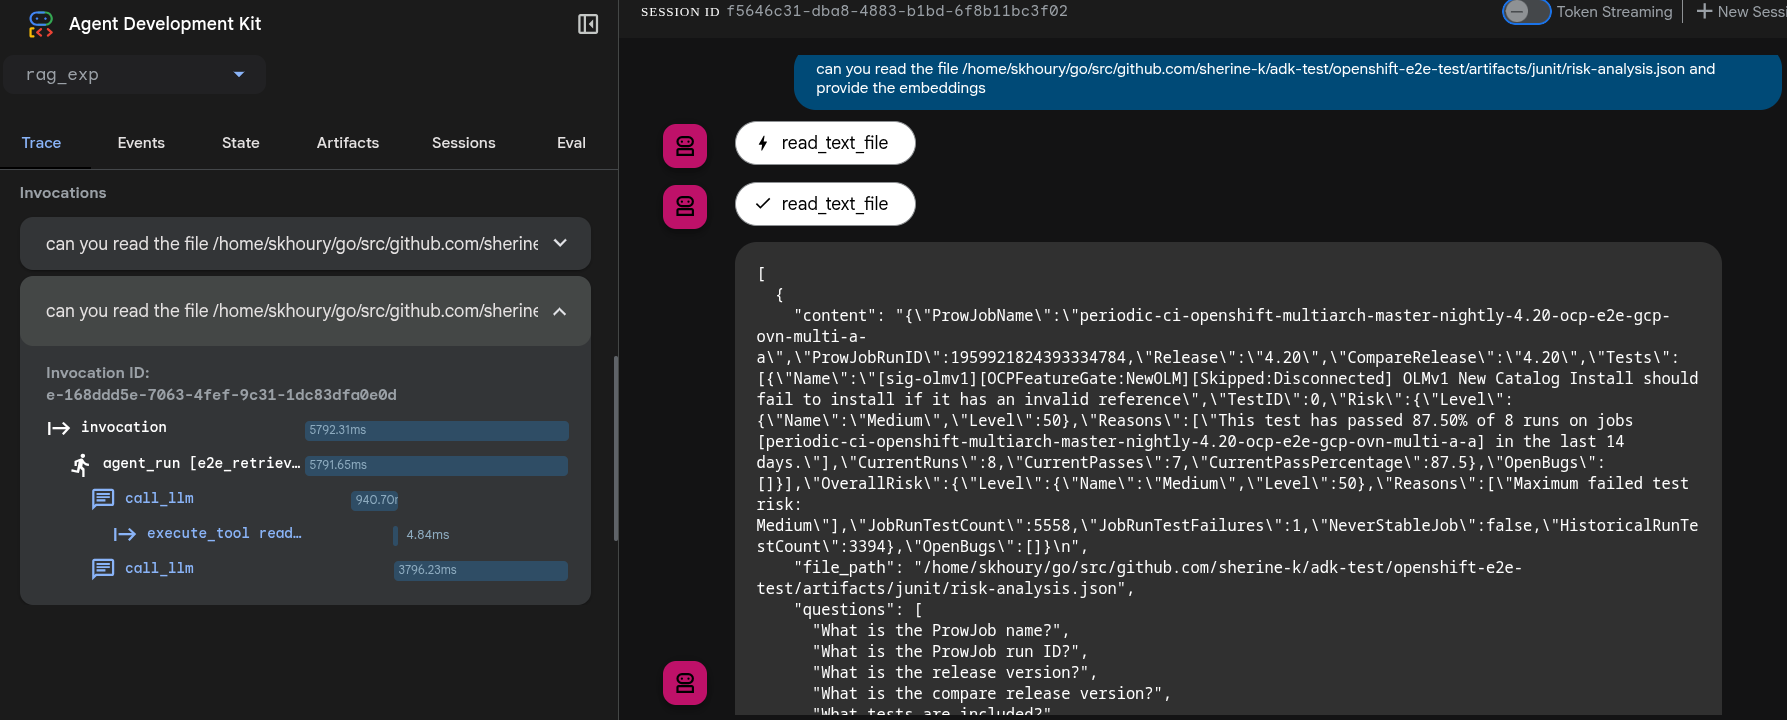 Agent Development Kit
rag_exp
Trace
Events
State
Artifacts
Sessions
Eval
Invocations
can you read the file /home/skhoury/go/src/github.com/sherine
can you read the file /home/skhoury/go/src/github.com/sherine
Invocation ID:
e-168ddd5e-7063-4fef-9c31-1dc83dfa0e0d
invocation
5792.31ms
agent_run [e2e_retriev…
5791.65ms
call_llm
940.70
execute_tool read…
4.84ms
call_llm
3796.23ms
SESSION ID f5646c31-dba8-4883-b1bd-6f8b11bc3f02
Token Streaming
New Sessi
can you read the file /home/skhoury/go/src/github.com/sherine-k/adk-test/openshift-e2e-test/artifacts/junit/risk-analysis.json and
provide the embeddings
read_text_file
read_text_file
[
{
"content": "{\"ProwJobName\":\"periodic-ci-openshift-multiarch-master-nightly-4.20-ocp-e2e-gcp-
ovn-multi-a-
a\",\"ProwJobRunID\":1959921824393334784,\"Release\":\"4.20\",\"CompareRelease\":\"4.20\",\"Tests\":
[{\"Name\":\"[sig-olmv1][OCPFeatureGate:NewOLM][Skipped:Disconnected] OLMv1 New Catalog Install should
fail to install if it has an invalid reference\",\"TestID\":0,\"Risk\":{\"Level\":
{\"Name\":\"Medium\",\"Level\":50},\"Reasons\":[\"This test has passed 87.50% of 8 runs on jobs
[periodic-ci-openshift-multiarch-master-nightly-4.20-ocp-e2e-gcp-ovn-multi-a-a] in the last 14
days.\"],\"CurrentRuns\":8,\"CurrentPasses\":7,\"CurrentPassPercentage\":87.5},\"OpenBugs\":
[]}],\"OverallRisk\":{\"Level\":{\"Name\":\"Medium\",\"Level\":50},\"Reasons\":[\"Maximum failed test
risk:
Medium\"],\"JobRunTestCount\":5558,\"JobRunTestFailures\":1,\"NeverStableJob\":false,\"HistoricalRunTe
stCount\":3394},\"OpenBugs\":[]}\n",
"file_path": "/home/skhoury/go/src/github.com/sherine-k/adk-test/openshift-e2e-
test/artifacts/junit/risk-analysis.json",
"questions": [
"What is the ProwJob name?",
"What is the ProwJob run ID?",
"What is the release version?",
"What is the compare release version?",
"What tests are included?"